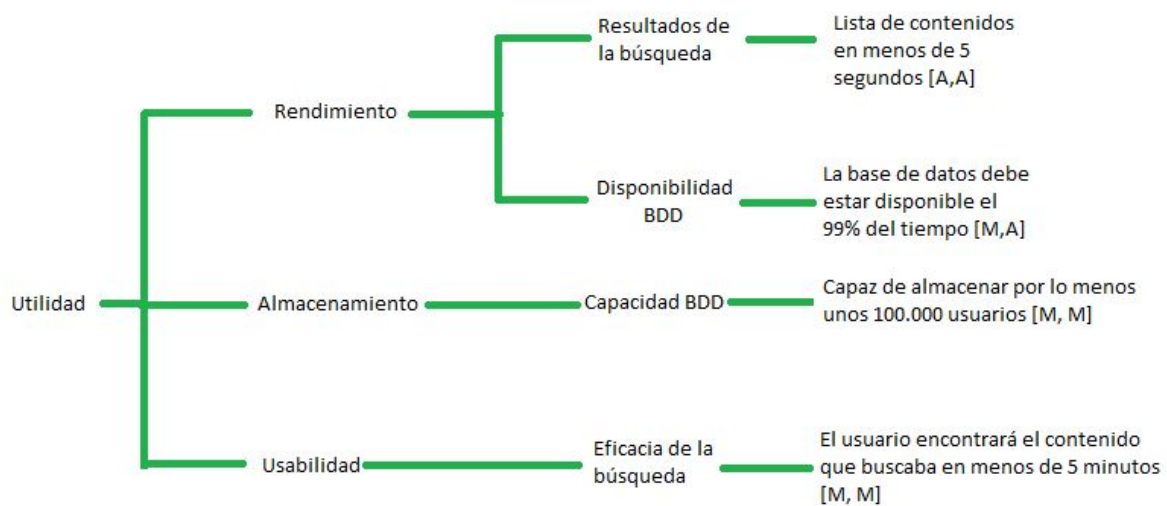 Utilidad
Rendimiento
Resultados de
la búsqueda
Lista de contenidos
en menos de 5
segundos [A,A]
Disponibilidad
BDD
La base de datos debe
estar disponible el
99% del tiempo [M,A]
Almacenamiento
Capacidad BDD
Capaz de almacenar por lo menos
unos 100.000 usuarios [M, M]
Usabilidad
Eficacia de la
búsqueda
El usuario encontrará el contenido
que buscaba en menos de 5 minutos
[M, M]